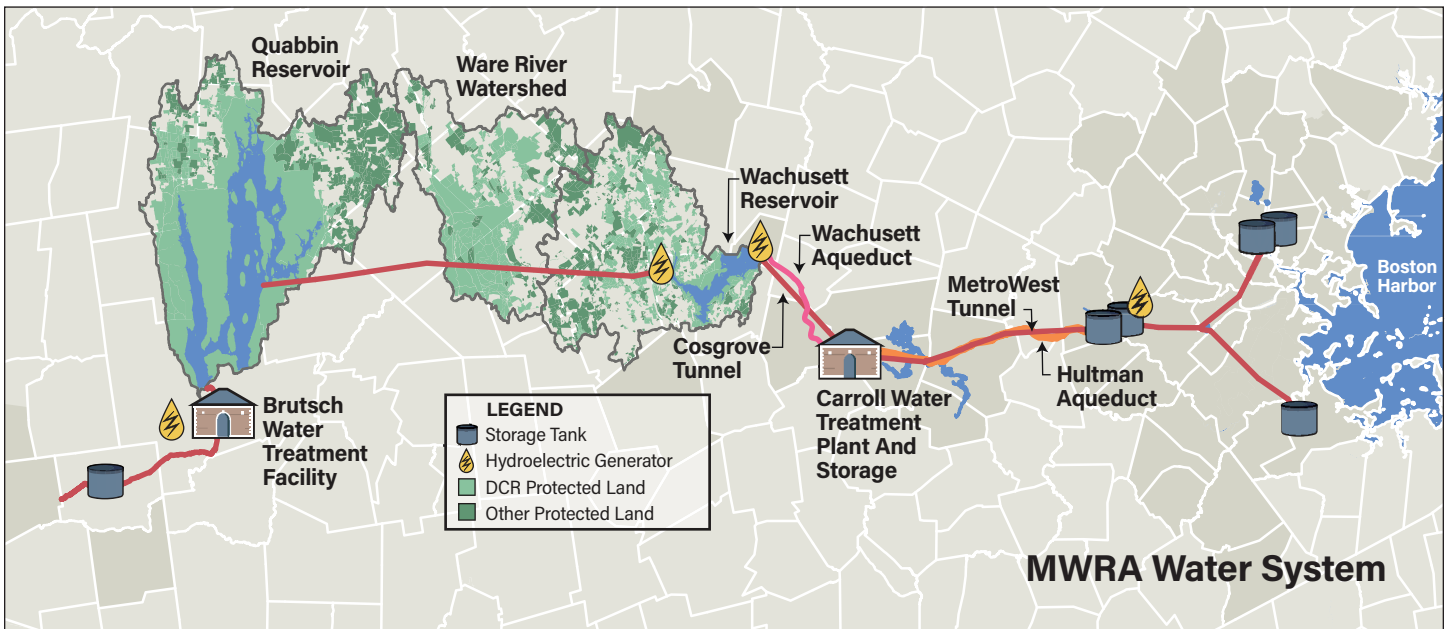 Quabbin
Reservoir
Ware River
Watershed
Wachusett
Reservoir
Wachusett
Aqueduct
MetroWest
Tunnel
Boston
Harbor
Cosgrove
Tunnel
Hultman
Aqueduct
Carroll Water
Treatment
Plant And
Storage
Brutsch
Water
Treatment
Facility
LEGEND
Storage Tank
Hydroelectric Generator
DCR Protected Land
Other Protected Land
MWRA Water System